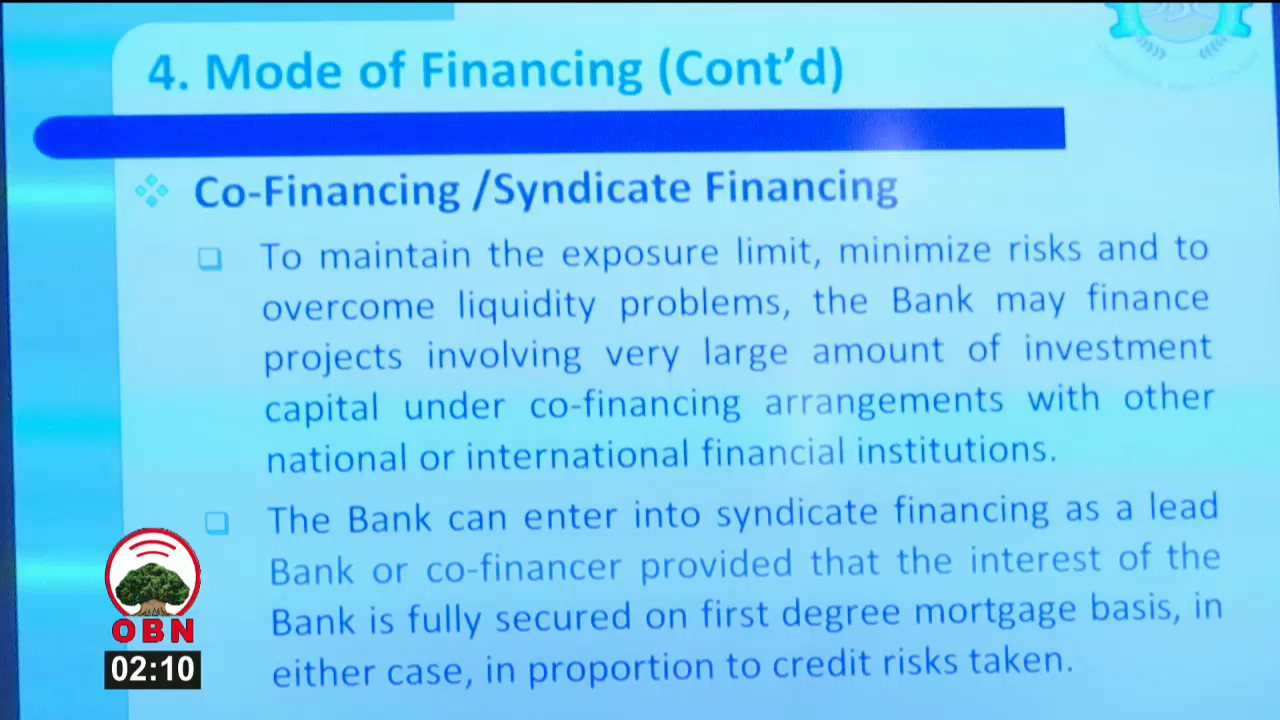 4. Mode of Financing (Cont'd)
Co-Financing /Syndicate Financing
To maintain the exposure limit, minimize risks and to
overcome liquidity problems, the Bank may finance
projects involving very large amount of investment
capital under co-financing arrangements with other
national or international financial institutions.
The Bank can enter into syndicate financing as a lead
Bank or co-financer provided that the interest of the
Bank is fully secured on first degree mortgage basis, in
either case, in proportion to credit risks taken.
OBN
02:10